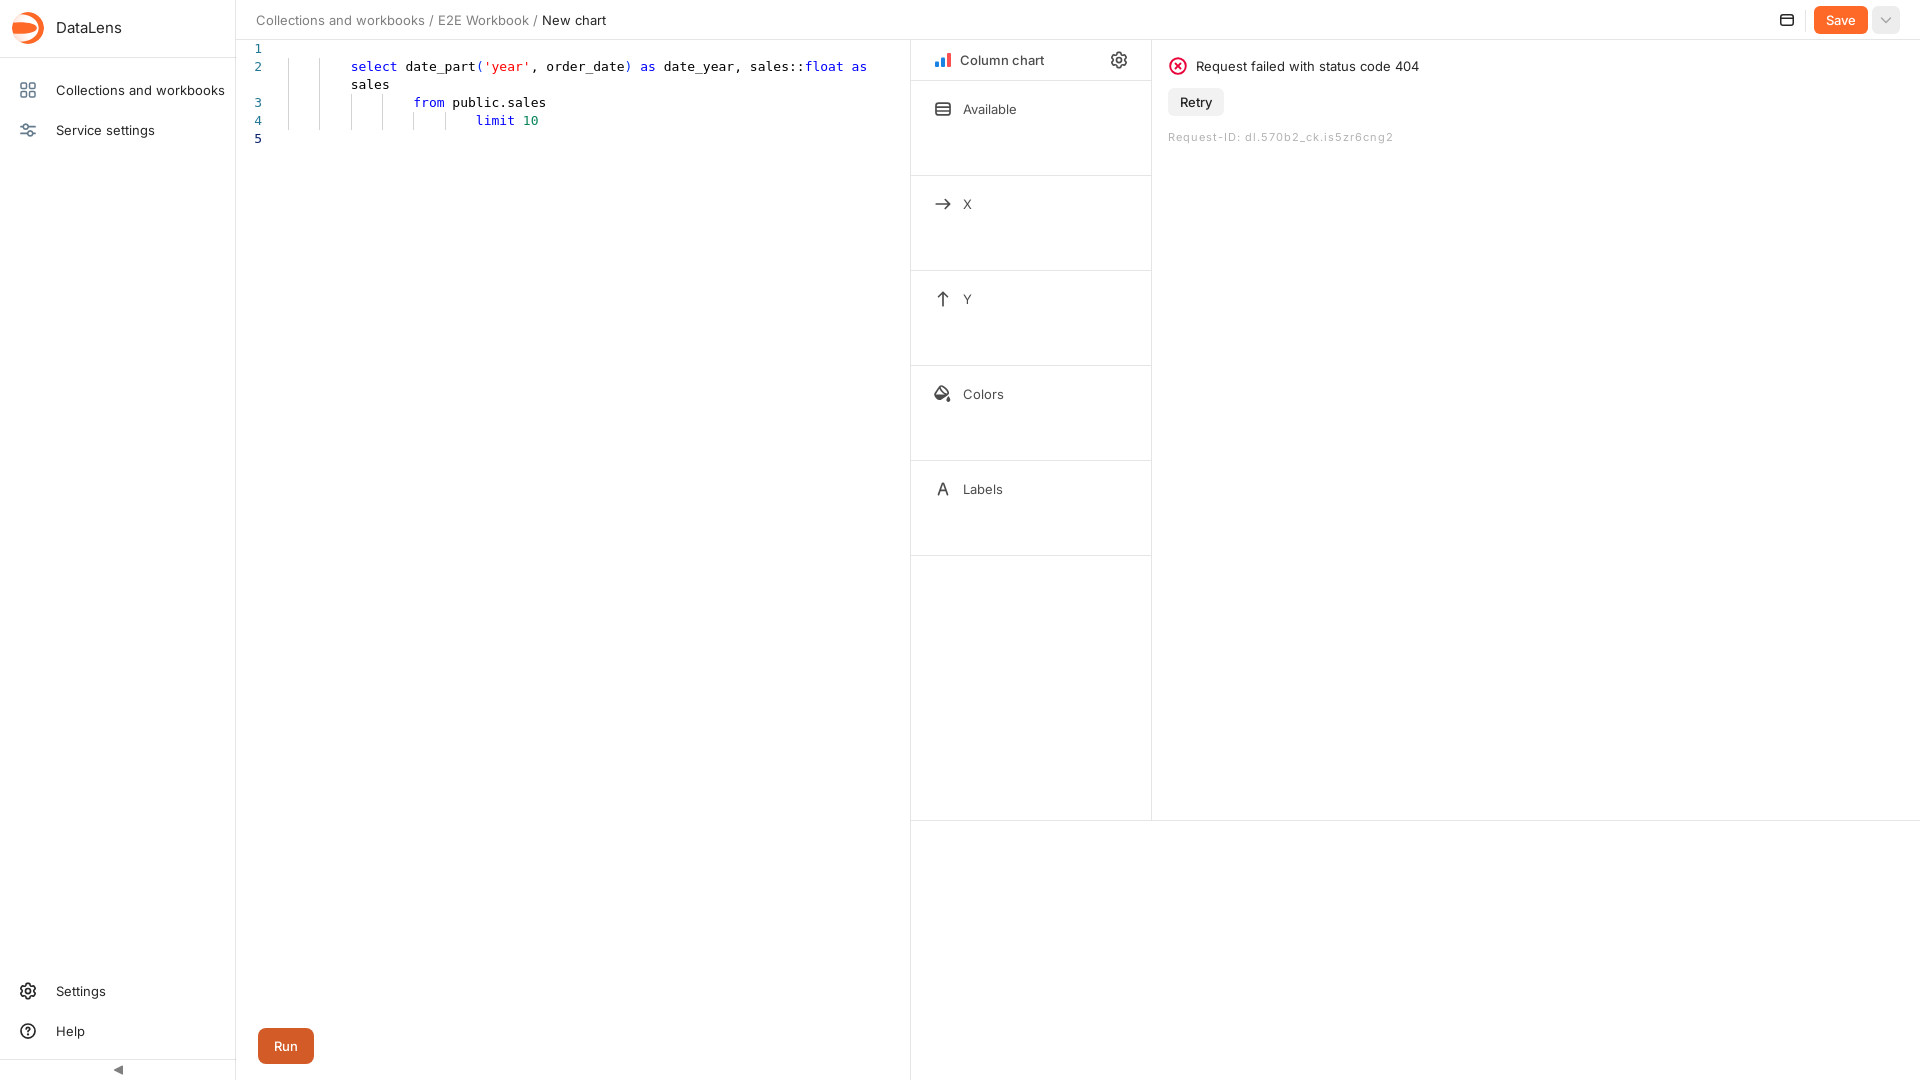 DataLens
Collections and workbooks
Service settings
Settings
Help
Collections and workbooks / E2E Workbook / New chart
Save
1
2 select date_part('year', order_date) as date_year, sales::float as
sales
3 from public.sales
4 limit 10
5
Run
Column chart
Available
X
Y
Colors
Labels
Request failed with status code 404
Retry
Request-ID: dl.570b2_ck.is5zr6cng2